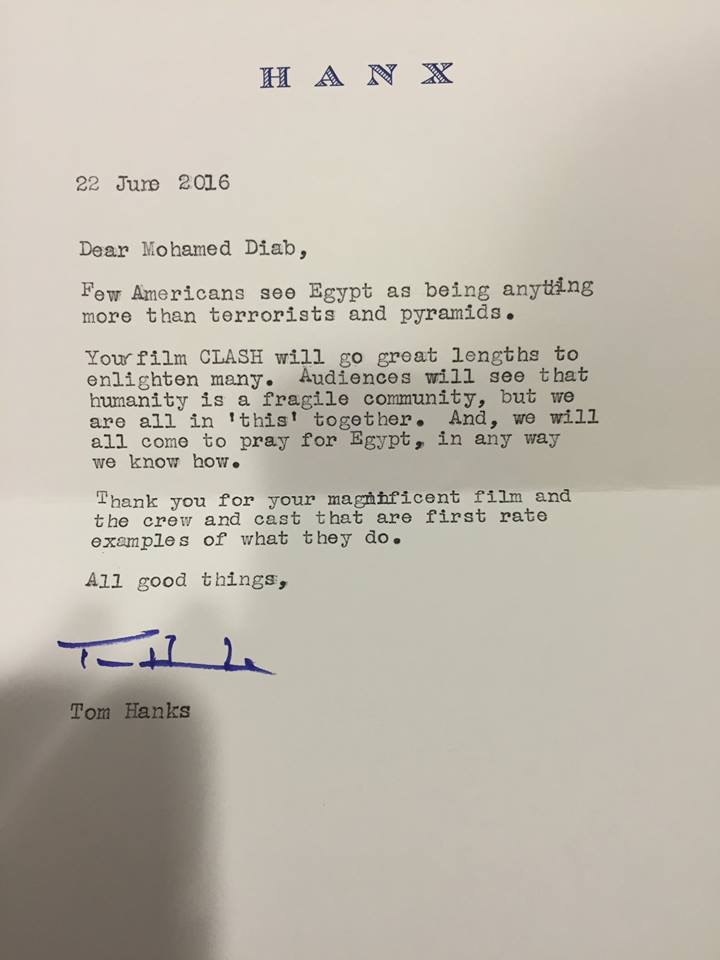 HANX
22 June 2016
Dear Mohamed Diab,
Few Americans see Egypt as being anything
more than terrorists and pyramids.
Your film CLASH will go great lengths to
enlighten many. Audiences will see that
humanity is a fragile community, but we
are all in 'this' together. And, we will
all come to pray for Egypt, in any way
we know how.
Thank you for your magnificent film and
the crew and cast that are first rate
examples of what they do.
All good things,
Tom Hanks